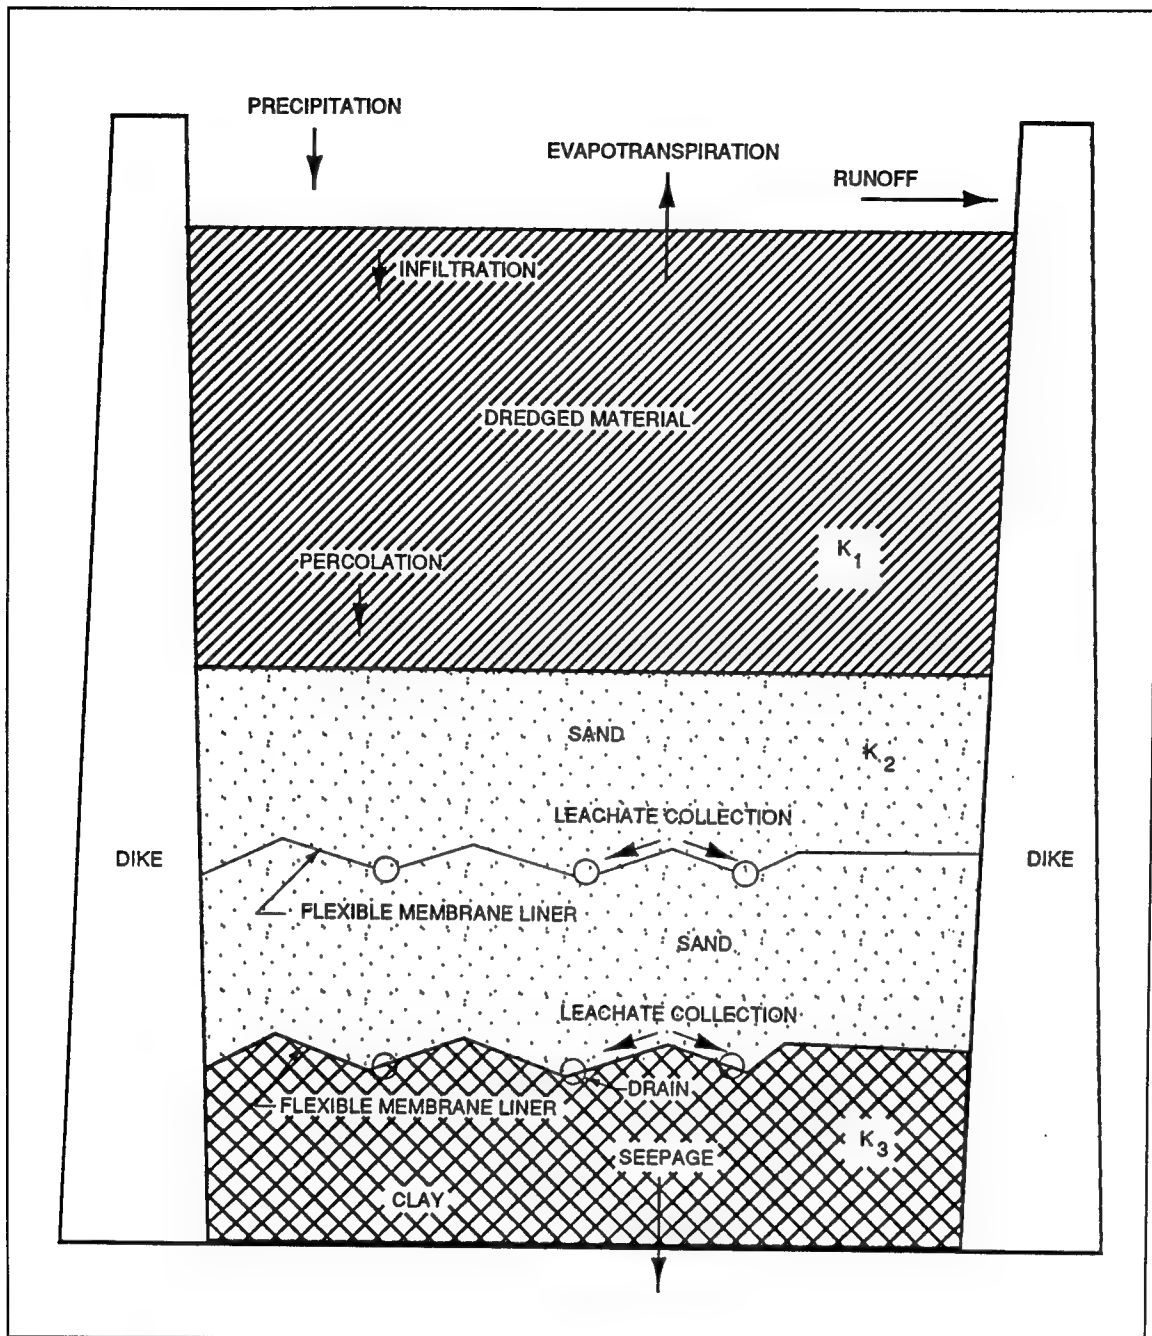 PRECIPITATION
EVAPOTRANSPIRATION
RUNOFF
INFILTRATION
DREDGED MATERIAL
K1
PERCOLATION
SAND
K2
LEACHATE COLLECTION
DIKE
DIKE
FLEXIBLE MEMBRANE LINER
SAND
LEACHATE COLLECTION
DRAIN
FLEXIBLE MEMBRANE LINER
K3
SEEPAGE
CLAY